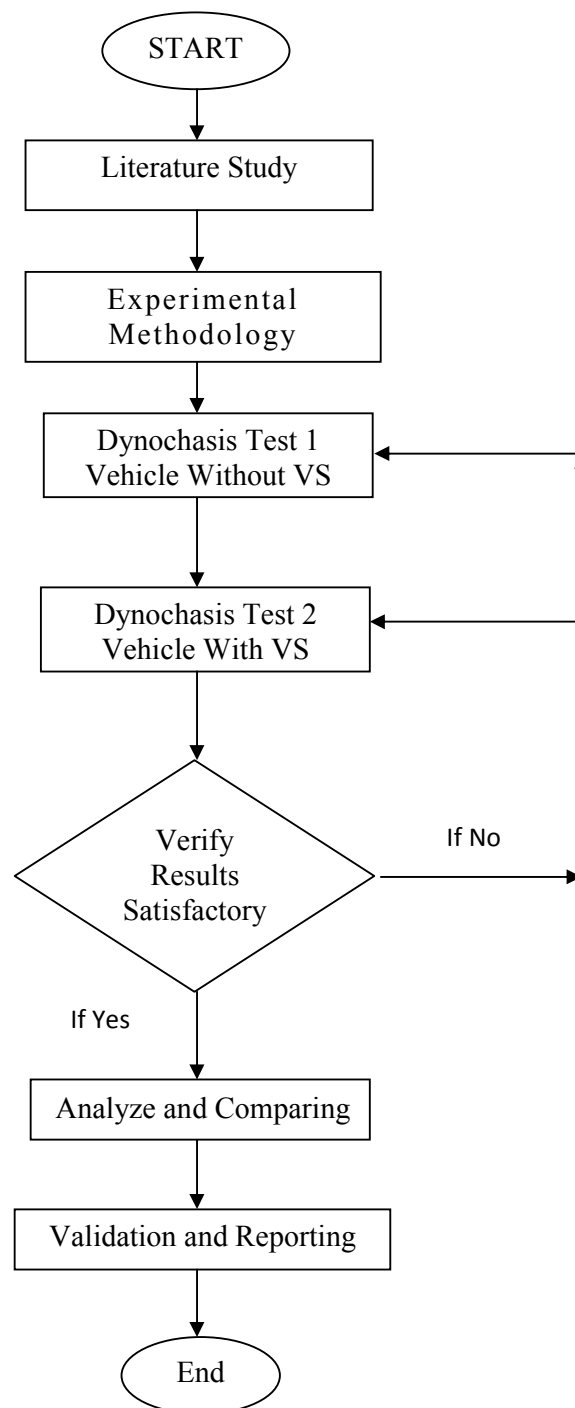 START
Literature Study
Experimental
Methodology
Dynochasis Test 1
Vehicle Without VS
Dynochasis Test 2
Vehicle With VS
Verify
Results
Satisfactory
If No
If Yes
Analyze and Comparing
Validation and Reporting
End